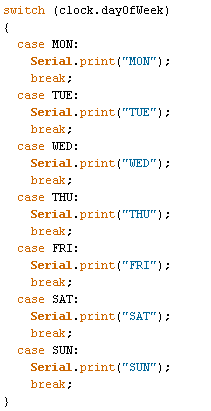 switch (clock.dayOfWeek)
{
  case MON:
    Serial.print("MON");
    break;
  case TUE:
    Serial.print("TUE");
    break;
  case WED:
    Serial.print("WED");
    break;
  case THU:
    Serial.print("THU");
    break;
  case FRI:
    Serial.print("FRI");
    break;
  case SAT:
    Serial.print("SAT");
    break;
  case SUN:
    Serial.print("SUN");
    break;
}